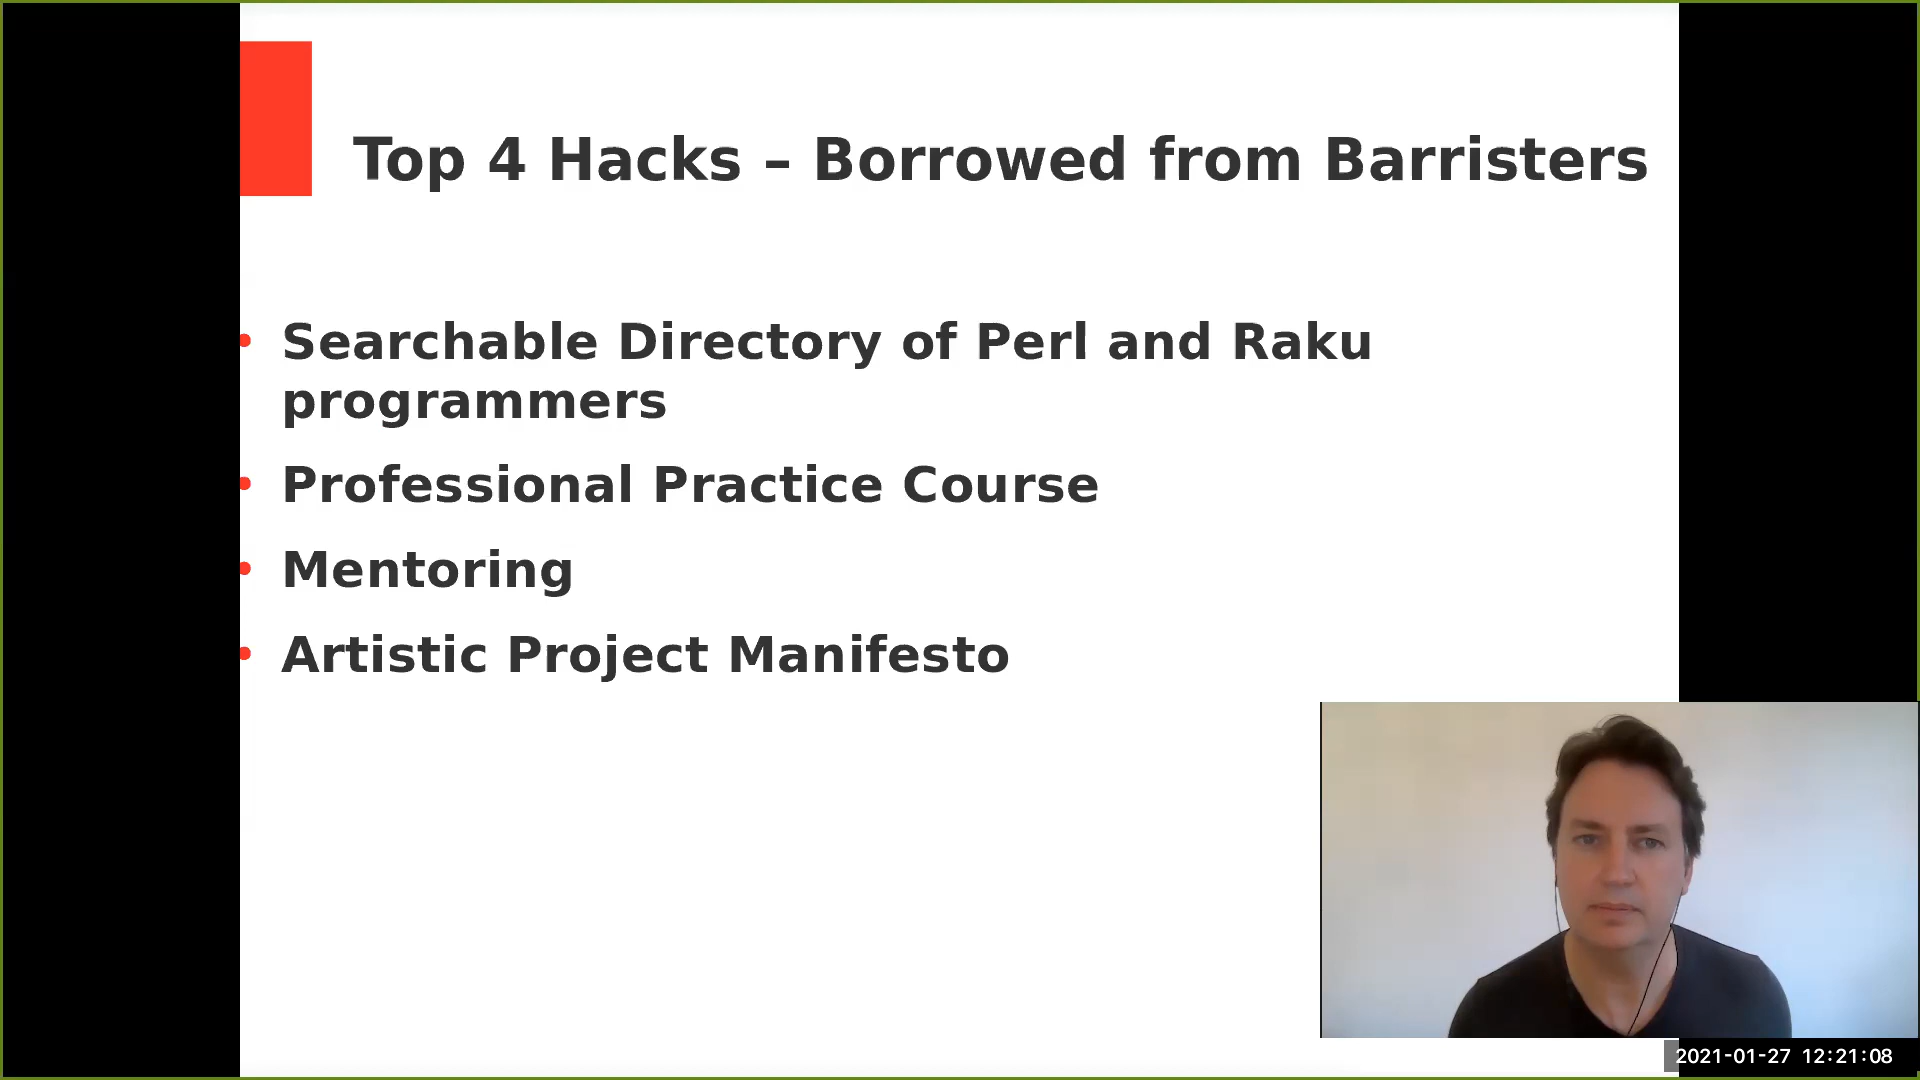 Top 4 Hacks – Borrowed from Barristers
• Searchable Directory of Perl and Raku
programmers
• Professional Practice Course
• Mentoring
• Artistic Project Manifesto
2021-01-27 12:21:08